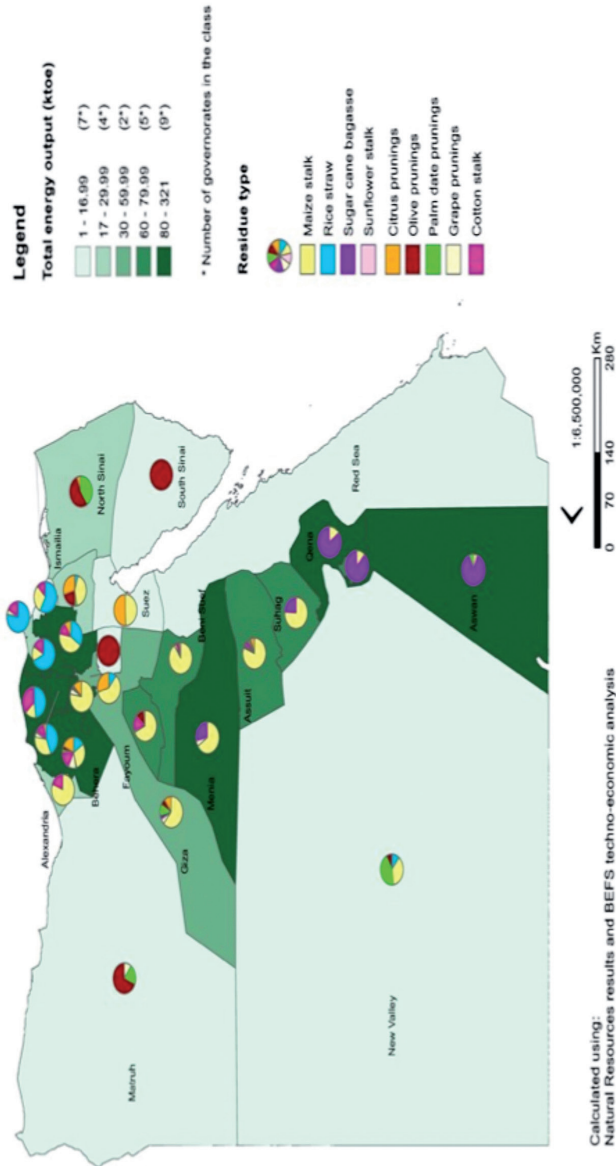 Legend
Total energy output (ktoe)
1 - 16.99 (7*)
17 - 29.99 (4*)
30 - 59.99 (2*)
60 - 79.99 (5*)
80 - 321 (9*)
* Number of governorates in the class
Residue type
Maize stalk
Rice straw
Sugar cane bagasse
Sunflower stalk
Citrus prunings
Olive prunings
Palm date prunings
Grape prunings
Cotton stalk
Alexandria
Behera
Ismailia
North Sinai
South Sinai
Suez
Matruh
Giza
Fayoum
Beni Suef
Menia
Assuit
Suhag
Qena
Red Sea
New Valley
Aswan
1:6,500,000
0 70 140 280
Km
Calculated using:
Natural Resources results and BEFS techno-economic analysis